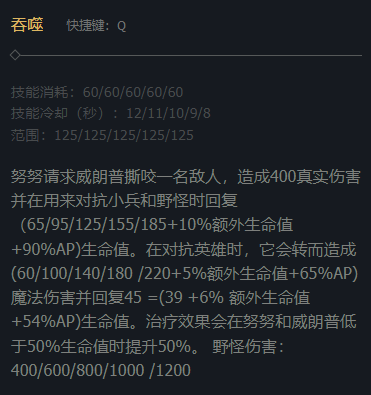 吞噬 快捷键：Q
技能消耗：60/60/60/60/60
技能冷却（秒）：12/11/10/9/8
范围：125/125/125/125/125
努努请求威朗普撕咬一名敌人，造成400真实伤害
并在用来对抗小兵和野怪时回复
（65/95/125/155/185+10%额外生命值
+90%AP)生命值。在对抗英雄时，它会转而造成
(60/100/140/180 /220+5%额外生命值+65%AP)
魔法伤害并回复45 =(39 +6% 额外生命值
+54%AP)生命值。治疗效果会在努努和威朗普低
于50%生命值时提升50%。 野怪伤害：
400/600/800/1000 /1200